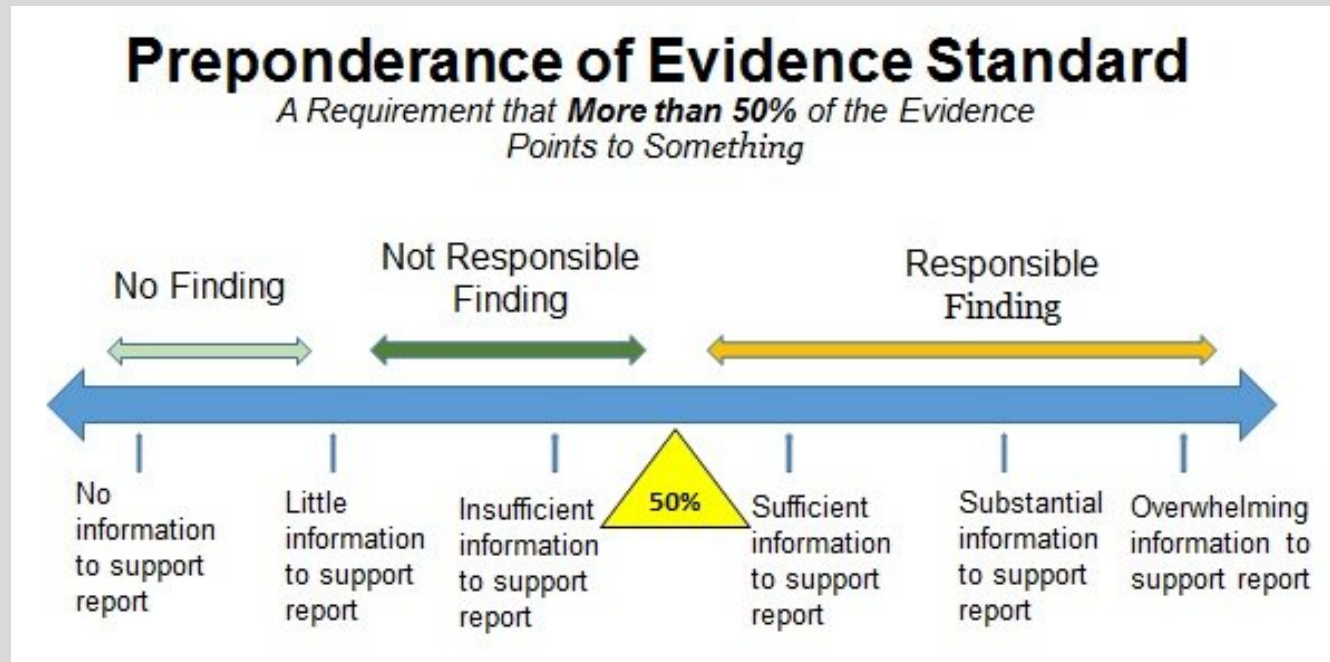 Preponderance of Evidence Standard
A Requirement that More than 50% of the Evidence
Points to Something
No Finding
Not Responsible
Finding
Responsible
Finding
No
information
to support
report
Little
information
to support
report
Insufficient
information
to support
report
50%
Sufficient
information
to support
report
Substantial
information
to support
report
Overwhelming
information to
support report